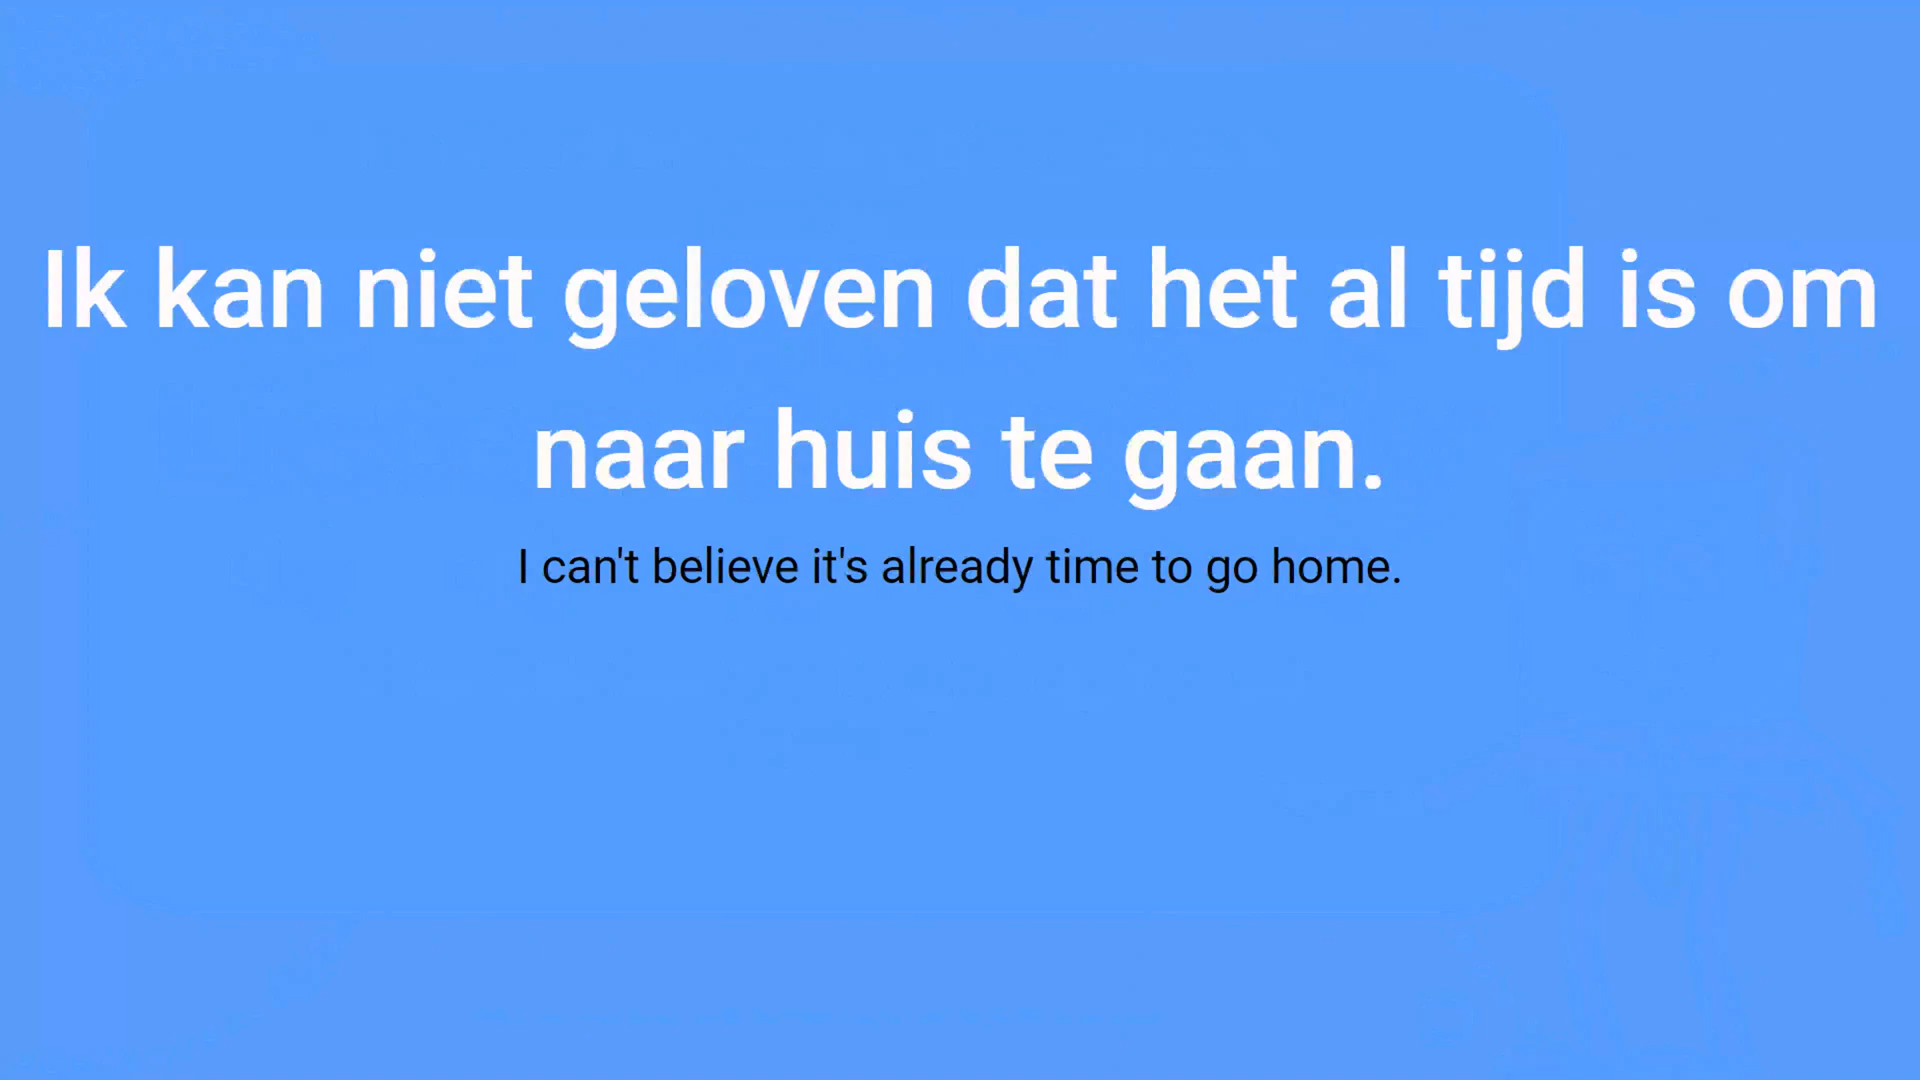 Ik kan niet geloven dat het al tijd is om
naar huis te gaan.
I can't believe it's already time to go home.